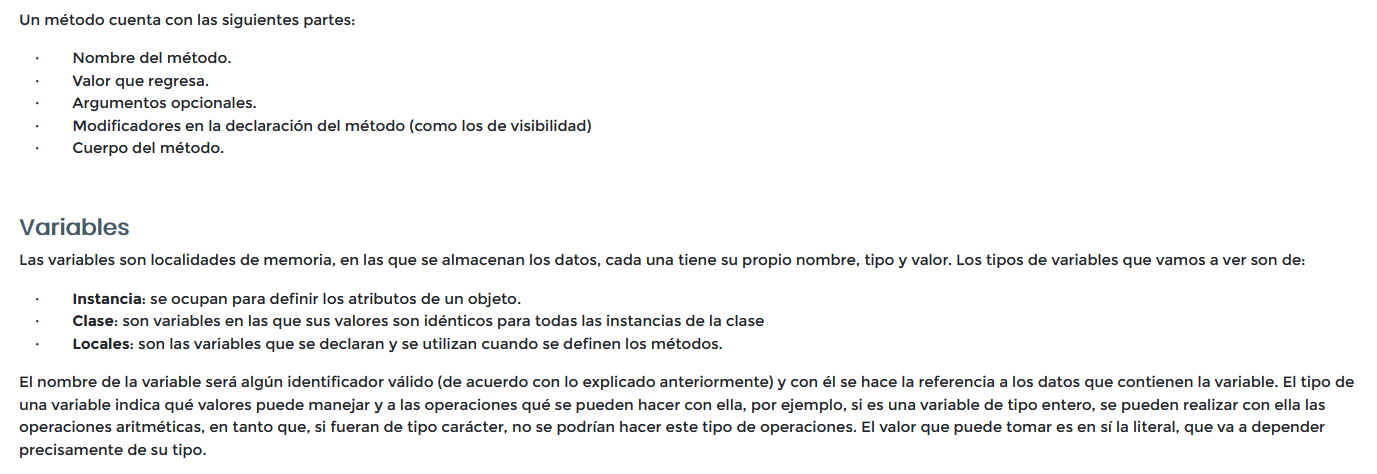 Un método cuenta con las siguientes partes:
· Nombre del método.
· Valor que regresa.
· Argumentos opcionales.
· Modificadores en la declaración del método (como los de visibilidad)
· Cuerpo del método.
Variables
Las variables son localidades de memoria, en las que se almacenan los datos, cada una tiene su propio nombre, tipo y valor. Los tipos de variables que vamos a ver son de:
· Instancia: se ocupan para definir los atributos de un objeto.
· Clase: son variables en las que sus valores son idénticos para todas las instancias de la clase
· Locales: son las variables que se declaran y se utilizan cuando se definen los métodos.
El nombre de la variable será algún identificador válido (de acuerdo con lo explicado anteriormente) y con él se hace la referencia a los datos que contienen la variable. El tipo de
una variable indica qué valores puede manejar y a las operaciones qué se pueden hacer con ella, por ejemplo, si es una variable de tipo entero, se pueden realizar con ella las
operaciones aritméticas, en tanto que, si fueran de tipo carácter, no se podrían hacer este tipo de operaciones. El valor que puede tomar es en sí la literal, que va a depender
precisamente de su tipo.